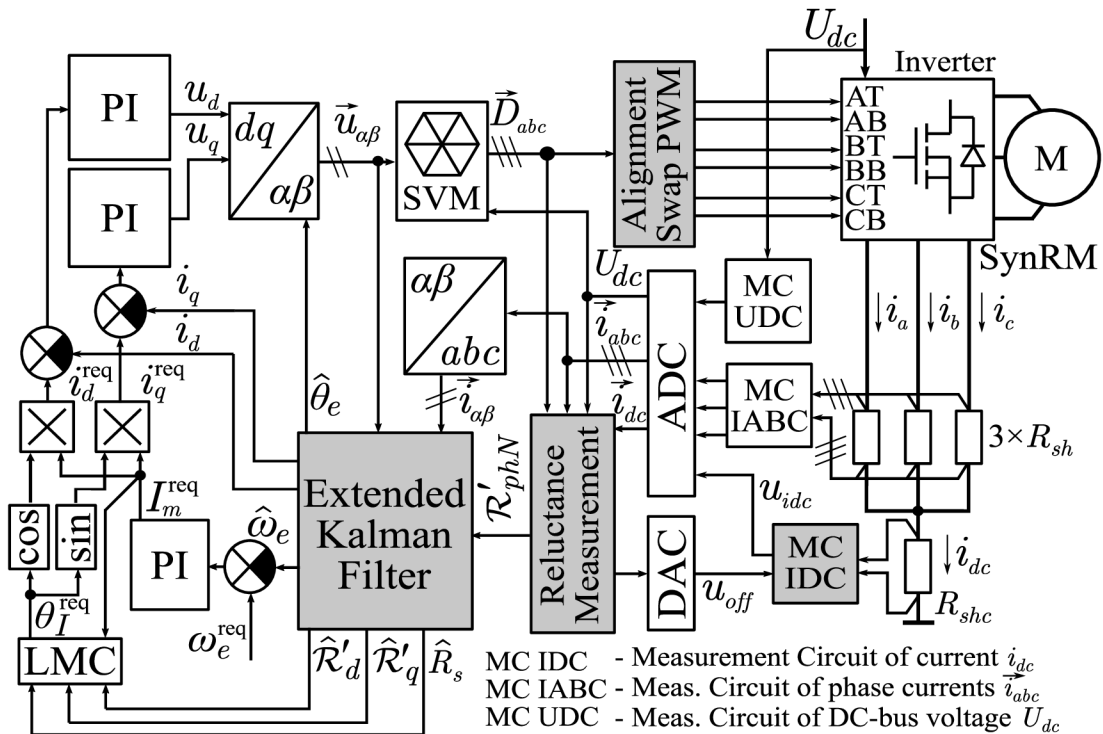 U_dc
Inverter
PI
u_d
u_q
dq
αβ
u⃗_αβ
SVM
D⃗_abc
Alignment
Swap PWM
AT
AB
BT
BB
CT
CB
M
SynRM
PI
i_q
i_d
αβ
abc
U_dc
i⃗_abc
i⃗_dc
ADC
MC
UDC
i_a
i_b
i_c
i_d^req
i_q^req
θ̂_e
i⃗_αβ
MC
IABC
3×R_sh
Extended
Kalman
Filter
ℛ'_phN
Reluctance
Measurement
u_idc
I_m^req
ω̂_e
cos
sin
PI
DAC
u_off
MC
IDC
i_dc
R_shc
θ_I^req
ω_e^req
LMC
ℛ̂'_d
ℛ̂'_q
R̂_s
MC IDC - Measurement Circuit of current i_dc
MC IABC - Meas. Circuit of phase currents i⃗_abc
MC UDC - Meas. Circuit of DC-bus voltage U_dc